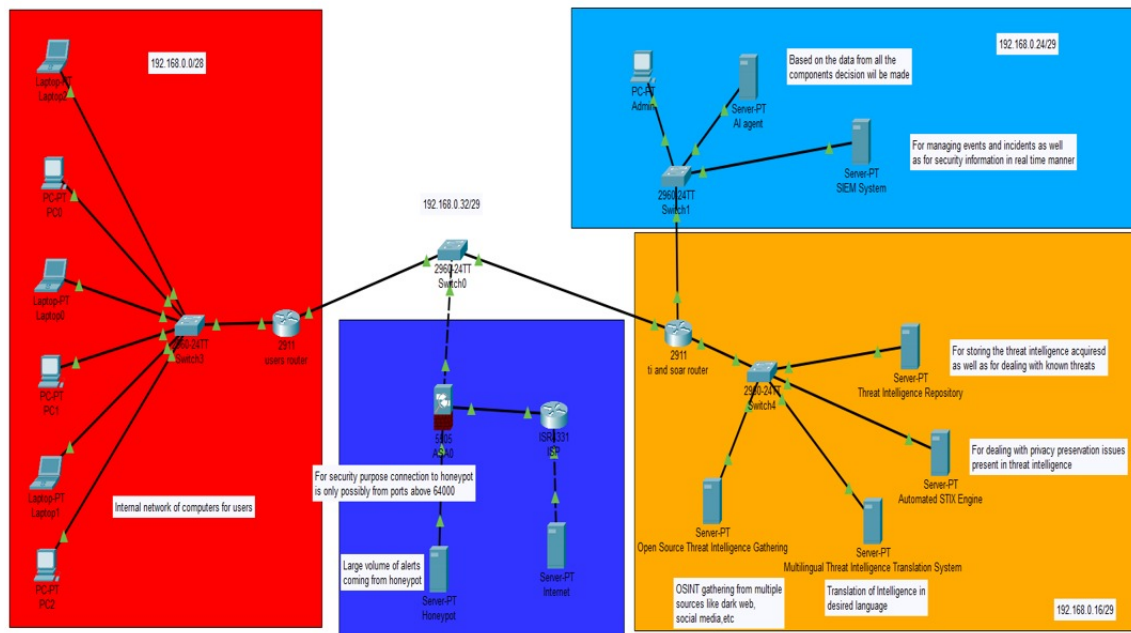 192.168.0.0/28
Laptop-PT
Laptop2
PC-PT
PC0
Laptop-PT
Laptop0
PC-PT
PC1
Laptop-PT
Laptop1
PC-PT
PC2
2960-24TT
Switch3
2911
users router
Internal network of computers for users
192.168.0.32/29
2960-24TT
Switch0
5505
ASA0
ISR4331
ISP
For security purpose connection to honeypot
is only possibly from ports above 64000
Large volume of alerts
coming from honeypot
Server-PT
Honeypot
Server-PT
Internet
192.168.0.24/29
PC-PT
Admin
Server-PT
AI agent
Based on the data from all the
components decision wil be made
For managing events and incidents as well
as for security information in real time manner
Server-PT
SIEM System
2960-24TT
Switch1
2911
ti and soar router
2960-24TT
Switch4
Server-PT
Threat Intelligence Repository
For storing the threat intelligence acquiresd
as well as for dealing with known threats
For dealing with privacy preservation issues
present in threat intelligence
Server-PT
Automated STIX Engine
Server-PT
Open Source Threat Intelligence Gathering
Server-PT
Multilingual Threat Intelligence Translation System
OSINT gathering from multiple
sources like dark web,
social media,etc
Translation of Intelligence in
desired language
192.168.0.16/29